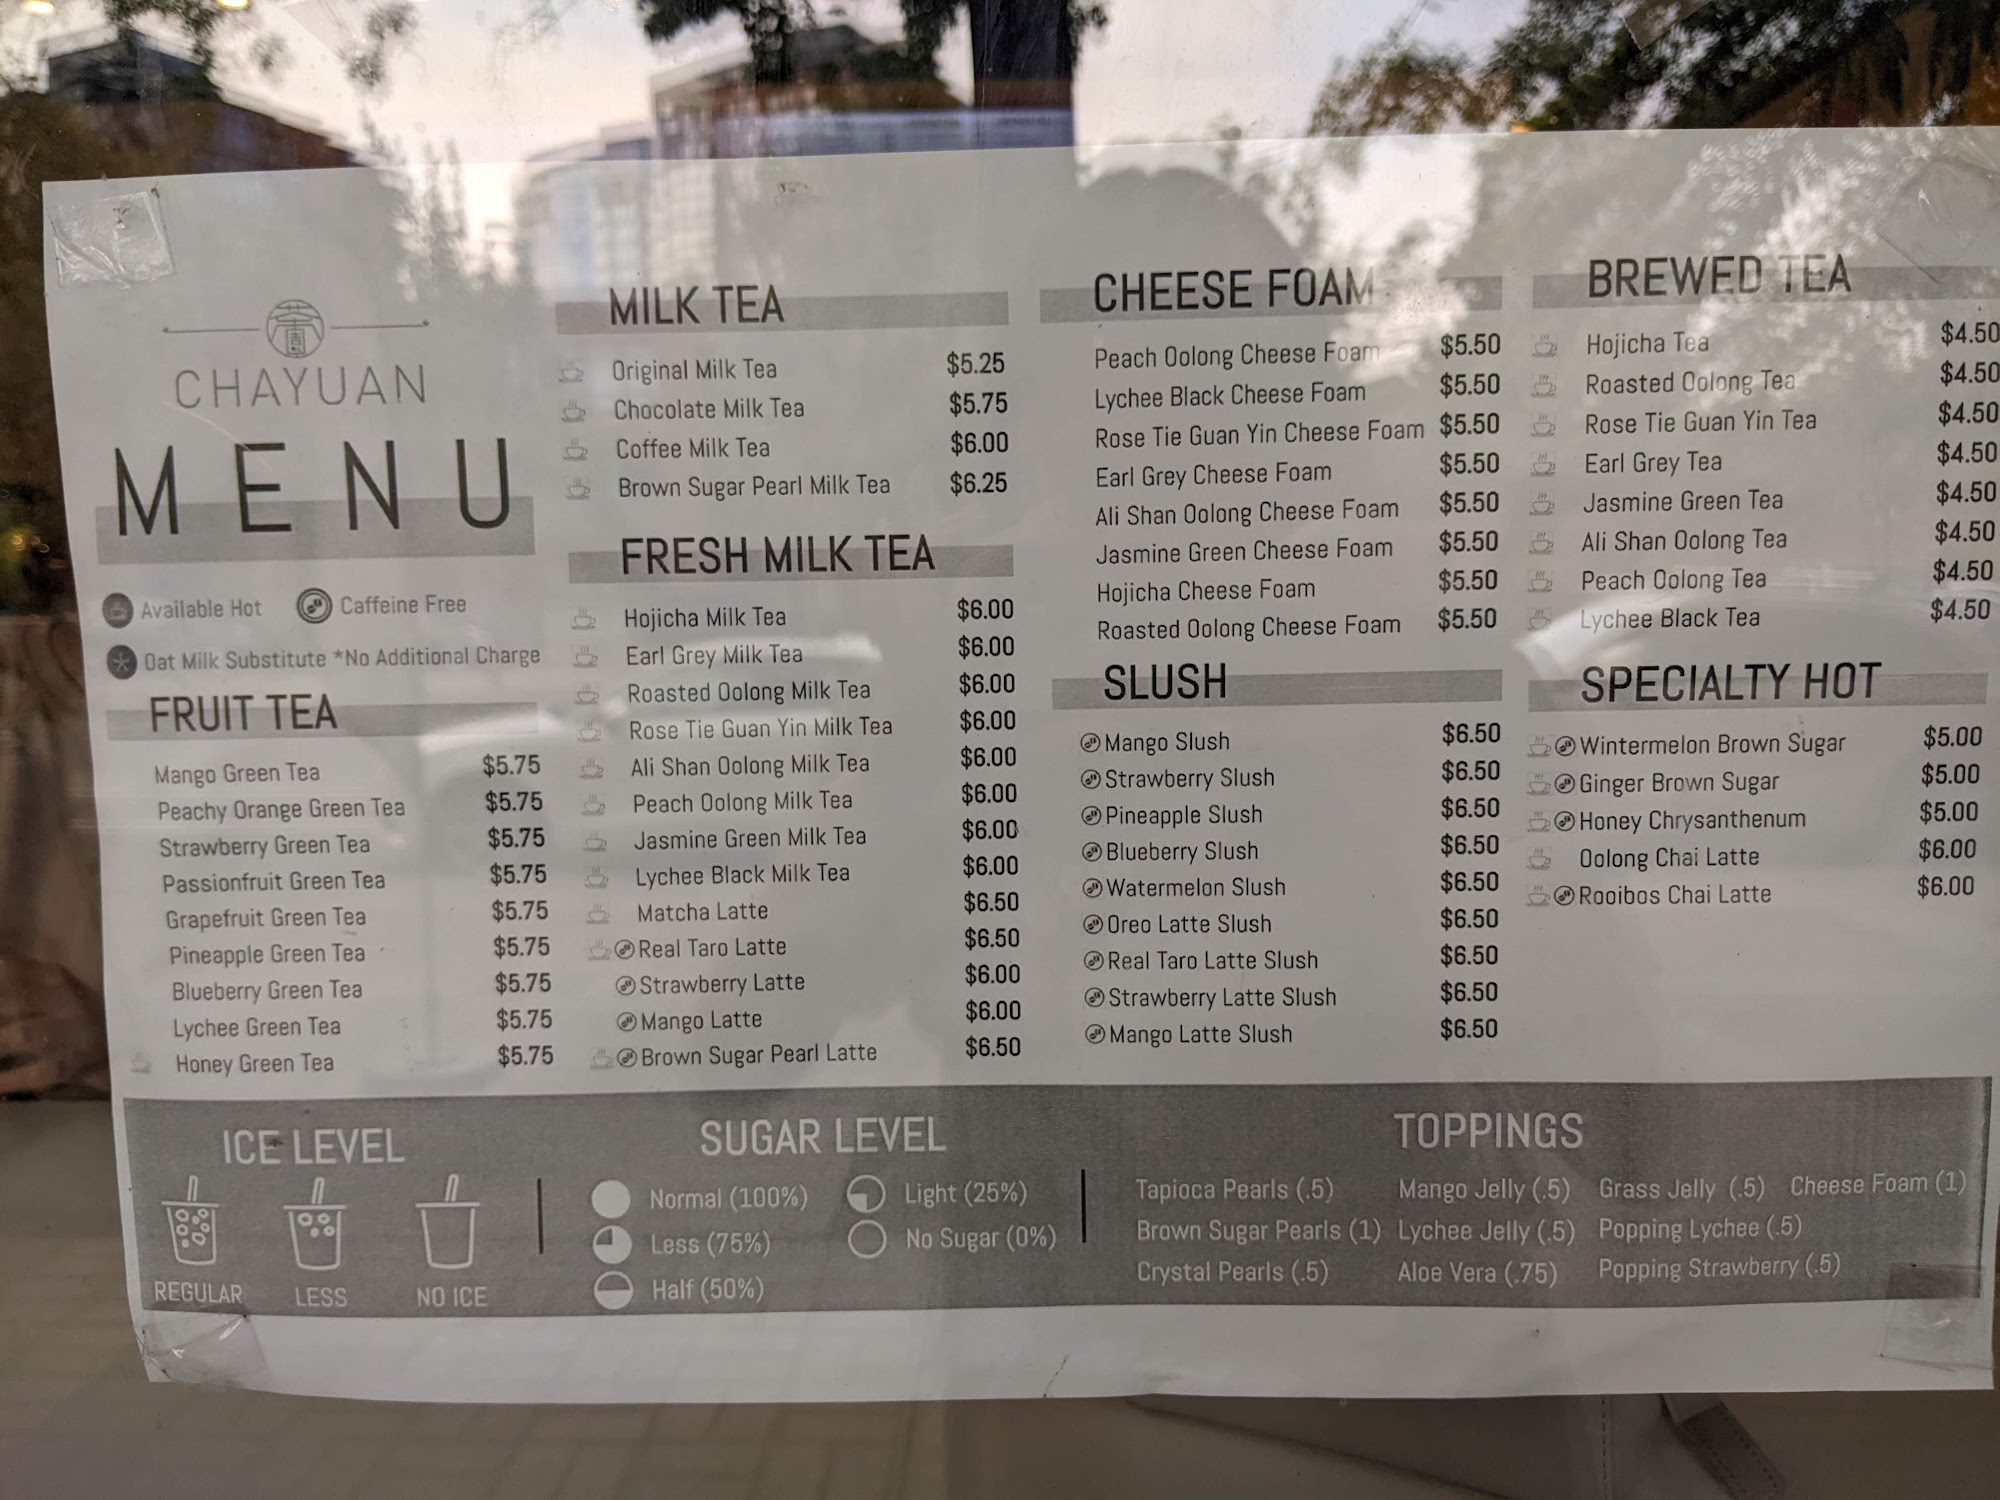 CHAYUAN
MENU
Available Hot
Caffeine Free
Oat Milk Substitute *No Additional Charge
FRUIT TEA
Mango Green Tea $5.75
Peachy Orange Green Tea $5.75
Strawberry Green Tea $5.75
Passionfruit Green Tea $5.75
Grapefruit Green Tea $5.75
Pineapple Green Tea $5.75
Blueberry Green Tea $5.75
Lychee Green Tea $5.75
Honey Green Tea $5.75
MILK TEA
Original Milk Tea $5.25
Chocolate Milk Tea $5.75
Coffee Milk Tea $6.00
Brown Sugar Pearl Milk Tea $6.25
FRESH MILK TEA
Hojicha Milk Tea $6.00
Earl Grey Milk Tea $6.00
Roasted Oolong Milk Tea $6.00
Rose Tie Guan Yin Milk Tea $6.00
Ali Shan Oolong Milk Tea $6.00
Peach Oolong Milk Tea $6.00
Jasmine Green Milk Tea $6.00
Lychee Black Milk Tea $6.00
Matcha Latte $6.50
Real Taro Latte $6.50
Strawberry Latte $6.00
Mango Latte $6.00
Brown Sugar Pearl Latte $6.50
CHEESE FOAM
Peach Oolong Cheese Foam $5.50
Lychee Black Cheese Foam $5.50
Rose Tie Guan Yin Cheese Foam $5.50
Earl Grey Cheese Foam $5.50
Ali Shan Oolong Cheese Foam $5.50
Jasmine Green Cheese Foam $5.50
Hojicha Cheese Foam $5.50
Roasted Oolong Cheese Foam $5.50
SLUSH
Mango Slush $6.50
Strawberry Slush $6.50
Pineapple Slush $6.50
Blueberry Slush $6.50
Watermelon Slush $6.50
Oreo Latte Slush $6.50
Real Taro Latte Slush $6.50
Strawberry Latte Slush $6.50
Mango Latte Slush $6.50
BREWED TEA
Hojicha Tea $4.50
Roasted Oolong Tea $4.50
Rose Tie Guan Yin Tea $4.50
Earl Grey Tea $4.50
Jasmine Green Tea $4.50
Ali Shan Oolong Tea $4.50
Peach Oolong Tea $4.50
Lychee Black Tea $4.50
SPECIALTY HOT
Wintermelon Brown Sugar $5.00
Ginger Brown Sugar $5.00
Honey Chrysanthenum $5.00
Oolong Chai Latte $6.00
Rooibos Chai Latte $6.00
ICE LEVEL
REGULAR LESS NO ICE
SUGAR LEVEL
Normal (100%) Light (25%)
Less (75%) No Sugar (0%)
Half (50%)
TOPPINGS
Tapioca Pearls (.5) Mango Jelly (.5) Grass Jelly (.5) Cheese Foam (1)
Brown Sugar Pearls (1) Lychee Jelly (.5) Popping Lychee (.5)
Crystal Pearls (.5) Aloe Vera (.75) Popping Strawberry (.5)